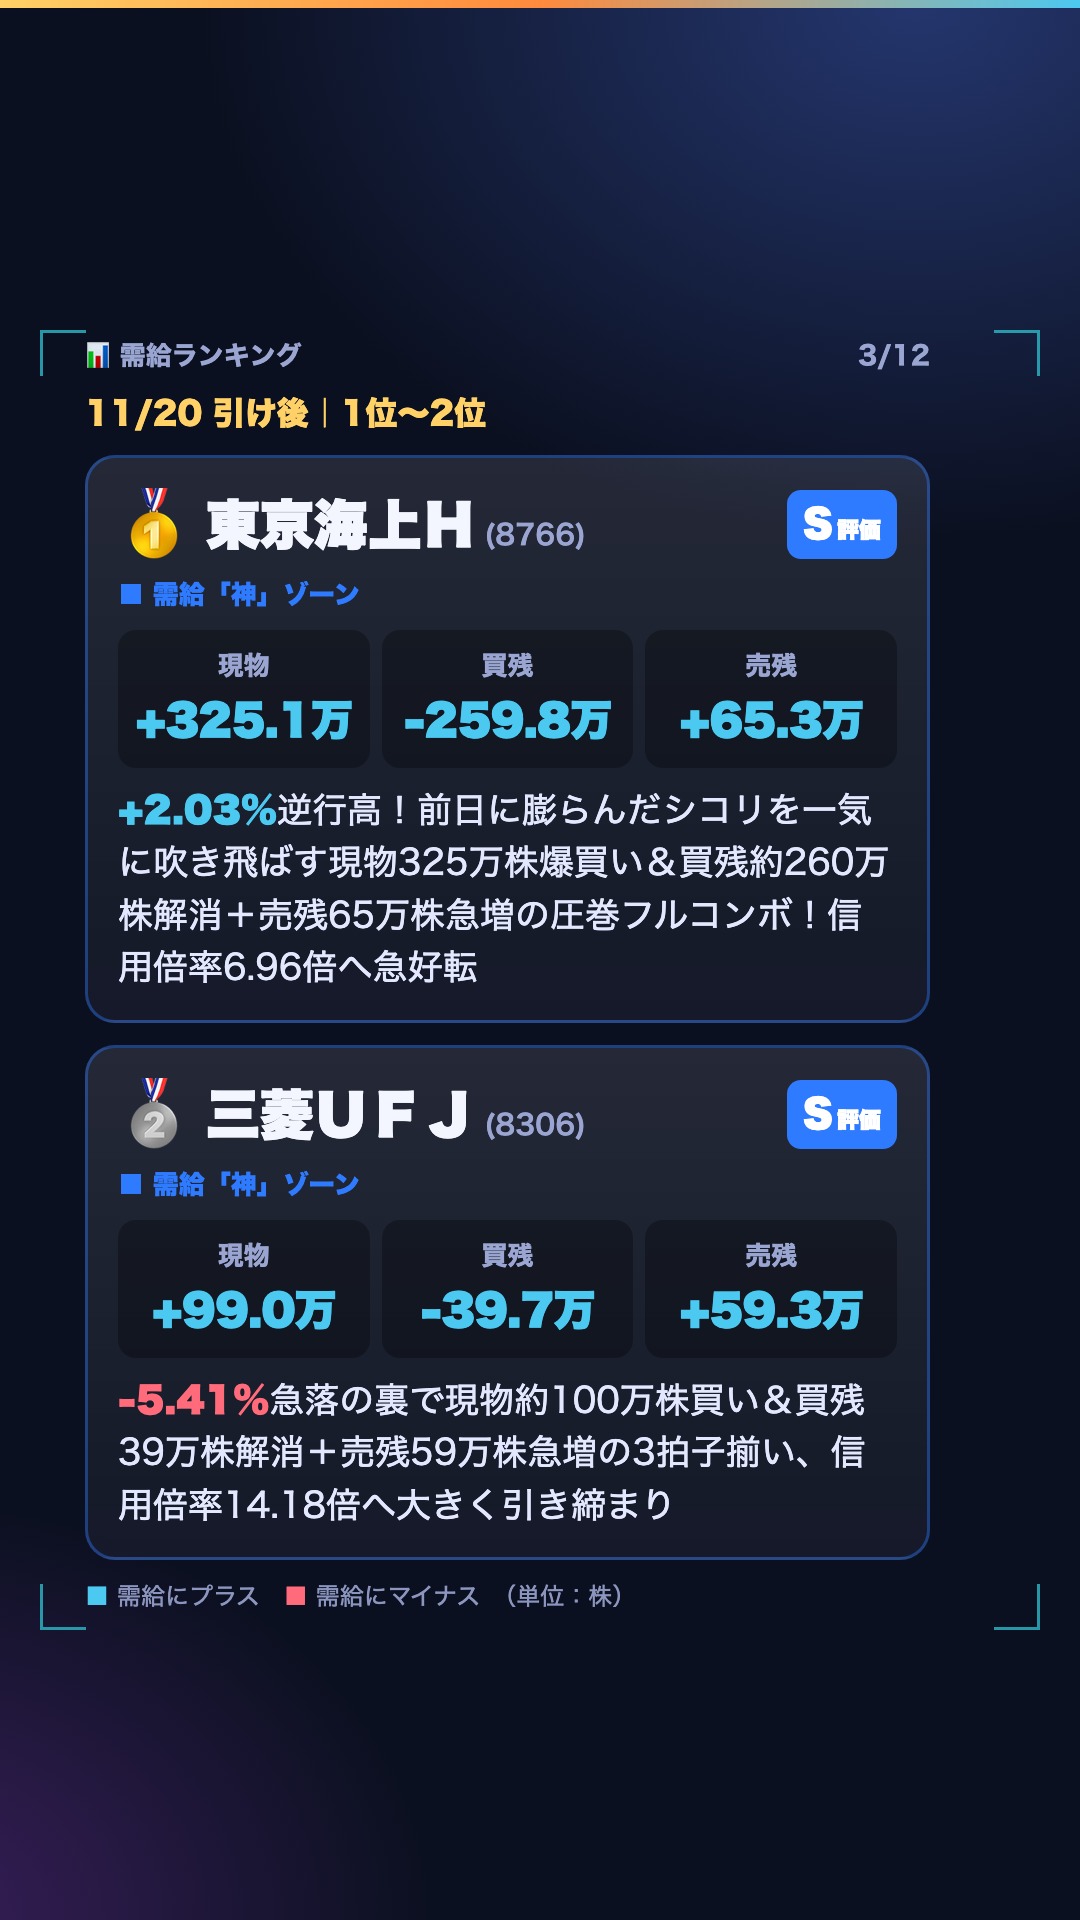 需給ランキング 3/12
11/20 引け後｜1位〜2位
1 東京海上H (8766) S評価
■ 需給「神」ゾーン
現物 買残 売残
+325.1万 -259.8万 +65.3万
+2.03%逆行高！前日に膨らんだシコリを一気
に吹き飛ばす現物325万株爆買い＆買残約260万
株解消＋売残65万株急増の圧巻フルコンボ！信
用倍率6.96倍へ急好転
2 三菱ＵＦＪ (8306) S評価
■ 需給「神」ゾーン
現物 買残 売残
+99.0万 -39.7万 +59.3万
-5.41%急落の裏で現物約100万株買い＆買残
39万株解消＋売残59万株急増の3拍子揃い、信
用倍率14.18倍へ大きく引き締まり
■ 需給にプラス ■ 需給にマイナス （単位：株）